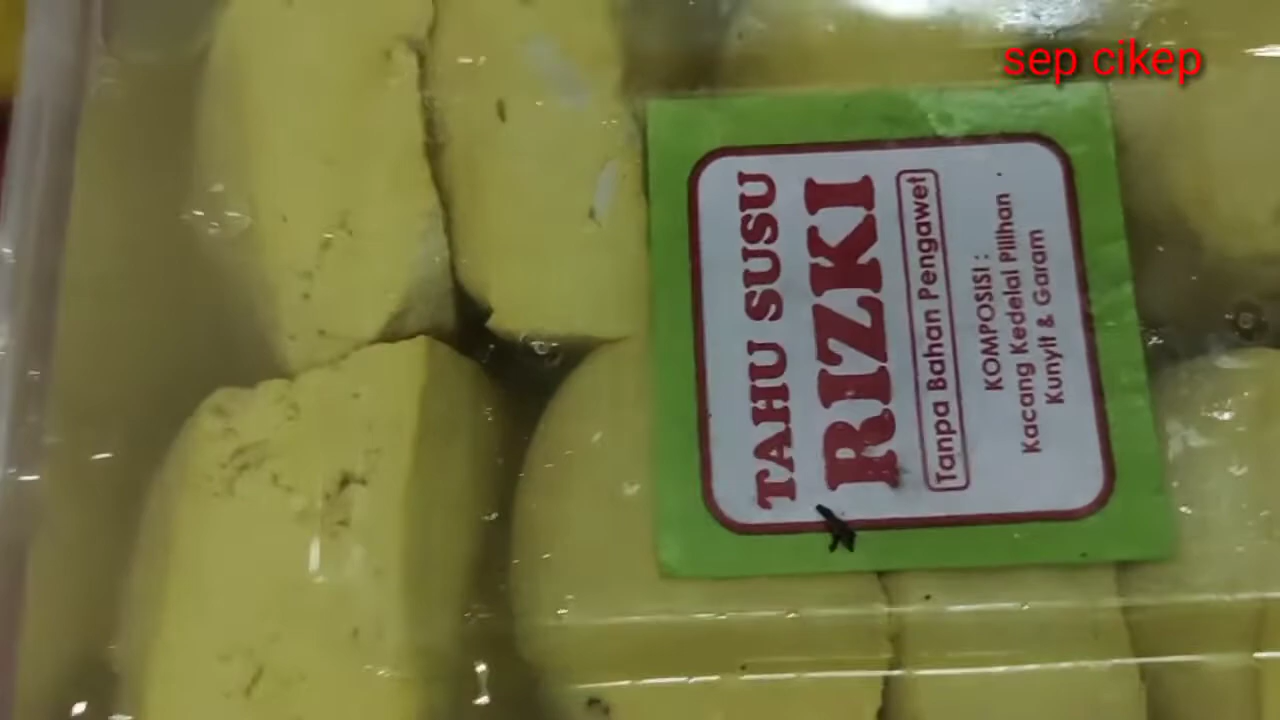 sep cikep
TAHU SUSU
RIZKI
Tanpa Bahan Pengawet
KOMPOSISI :
Kacang Kedelai Pilihan
Kunyit & Garam